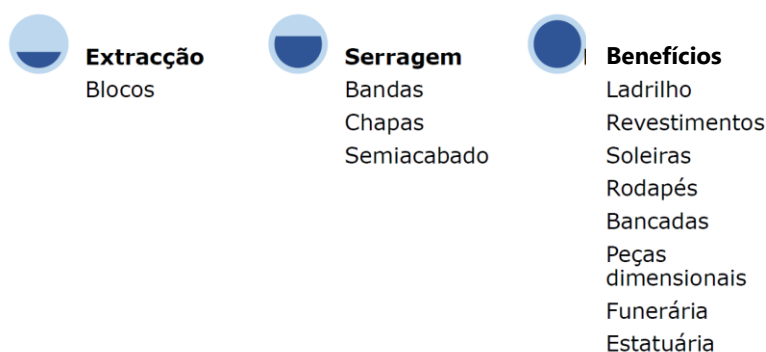 Extracção
Blocos
Serragem
Bandas
Chapas
Semiacabado
Benefícios
Ladrilho
Revestimentos
Soleiras
Rodapés
Bancadas
Peças
dimensionais
Funerária
Estatuária